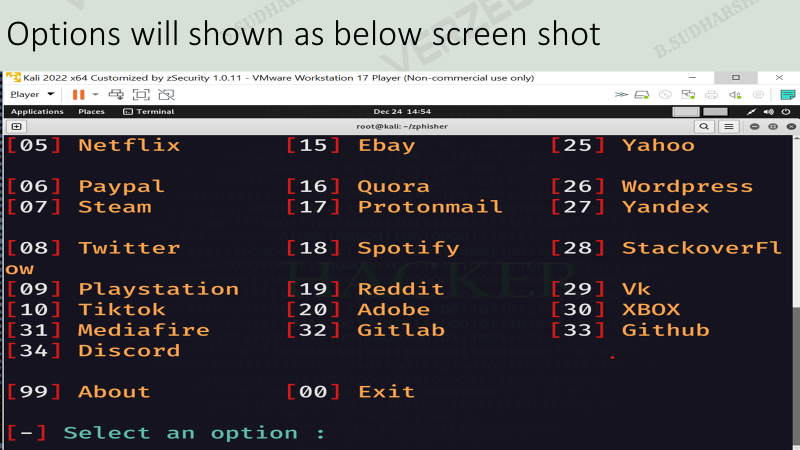 Options will shown as below screen shot
Kali 2022 x64 Customized by zSecurity 1.0.11 - VMware Workstation 17 Player (Non-commercial use only)
Player
Applications Places Terminal Dec 24 14:54
root@kali: ~/zphisher
[05] Netflix [15] Ebay [25] Yahoo
[06] Paypal [16] Quora [26] Wordpress
[07] Steam [17] Protonmail [27] Yandex
[08] Twitter [18] Spotify [28] StackoverFl
ow
[09] Playstation [19] Reddit [29] Vk
[10] Tiktok [20] Adobe [30] XBOX
[31] Mediafire [32] Gitlab [33] Github
[34] Discord
[99] About [00] Exit
[-] Select an option :
HACKER